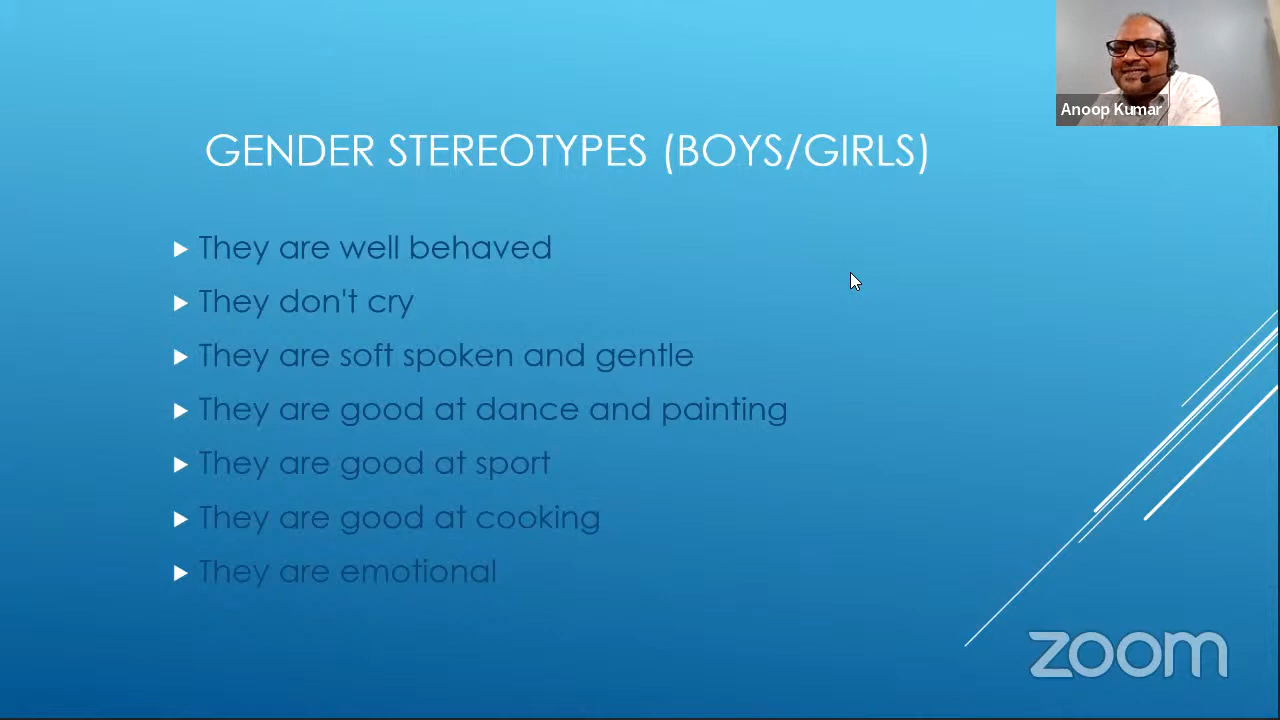 Anoop Kumar
GENDER STEREOTYPES (BOYS/GIRLS)
They are well behaved
They don't cry
They are soft spoken and gentle
They are good at dance and painting
They are good at sport
They are good at cooking
They are emotional
zoom